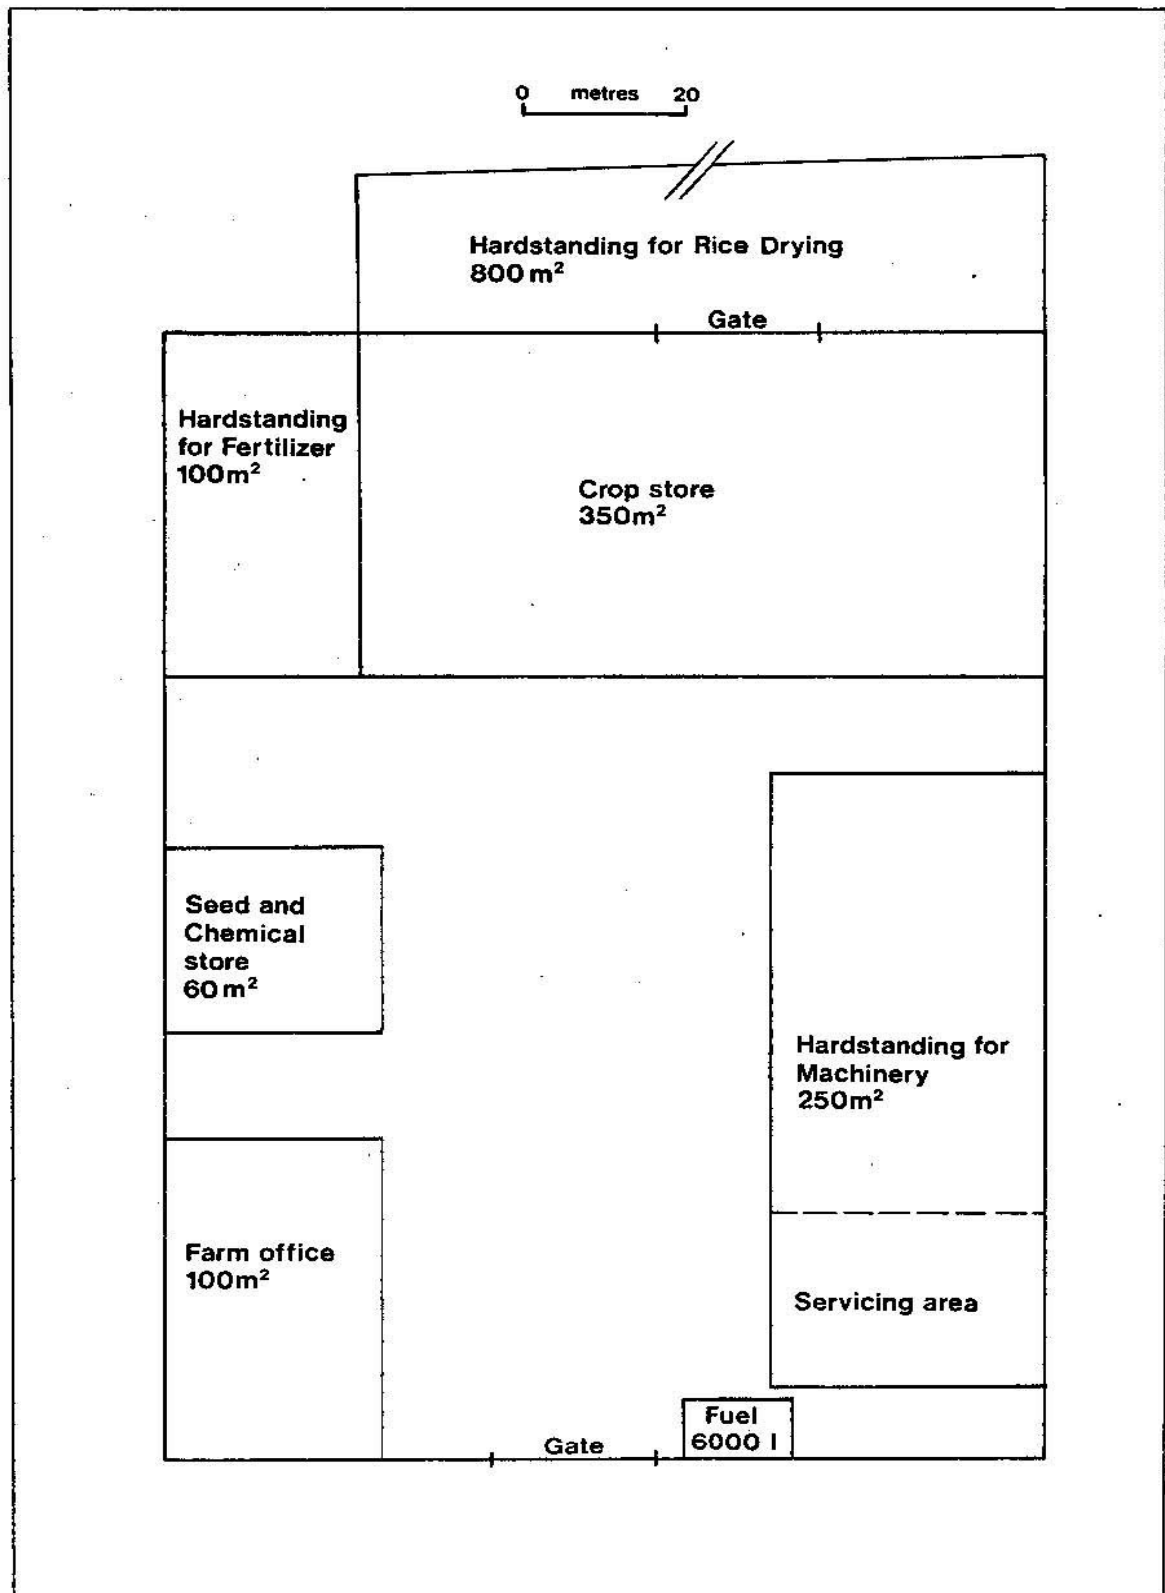 0 metres 20
Hardstanding for Rice Drying
800 m²
Gate
Hardstanding
for Fertilizer
100m²
Crop store
350m²
Seed and
Chemical
store
60 m²
Hardstanding for
Machinery
250m²
Farm office
100m²
Servicing area
Fuel
6000 l
Gate